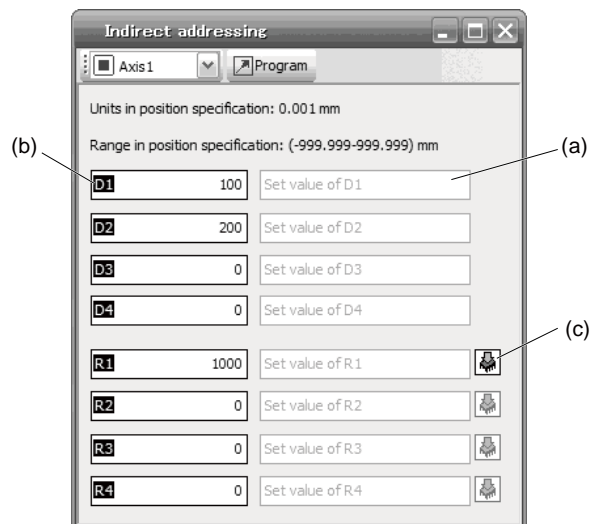 Indirect addressing
Axis1 Program
Units in position specification: 0.001 mm
Range in position specification: (-999.999-999.999) mm
(b) (a)
D1 100 Set value of D1
D2 200 Set value of D2
D3 0 Set value of D3
D4 0 Set value of D4
(c)
R1 1000 Set value of R1
R2 0 Set value of R2
R3 0 Set value of R3
R4 0 Set value of R4